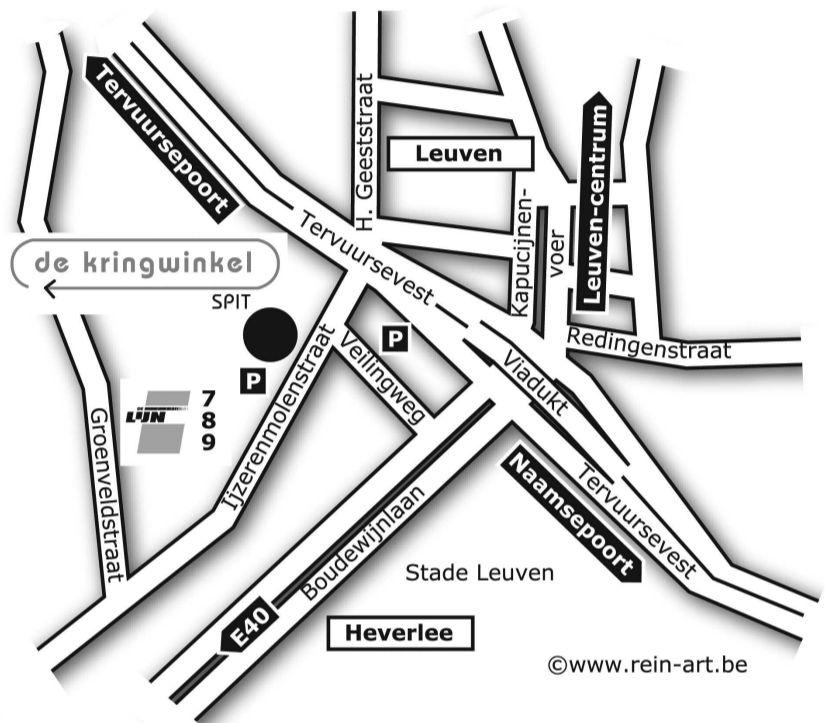 Tervuursepoort
H. Geeststraat
Leuven
Leuven-centrum
Kapucijnen-
voer
Tervuursevest
de kringwinkel
SPIT
P
P
Veilingweg
Viadukt
Redingenstraat
LIJN
7
8
9
Groenveldstraat
Ijzerenmolenstraat
Boudewijnlaan
Naamsepoort
Tervuursevest
Stade Leuven
E40
Heverlee
©www.rein-art.be